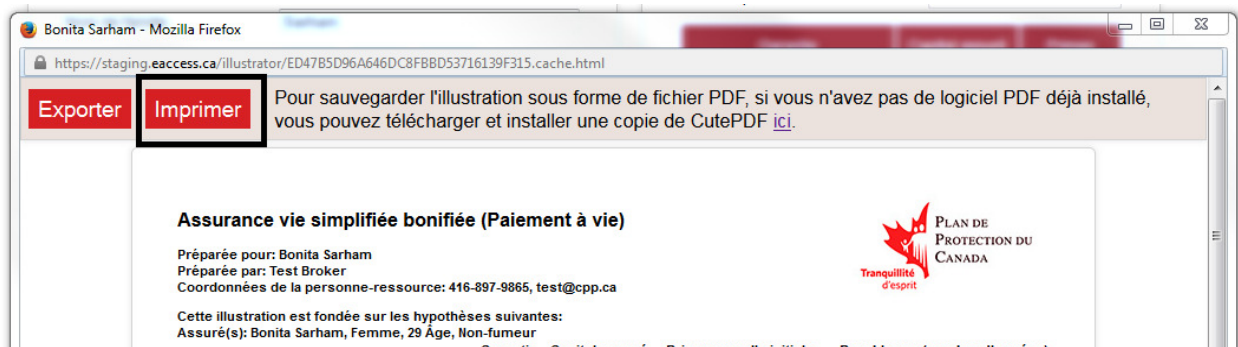 Bonita Sarham - Mozilla Firefox
https://staging.eaccess.ca/illustrator/ED47B5D96A646DC8FBBD53716139F315.cache.html
Exporter
Imprimer
Pour sauvegarder l'illustration sous forme de fichier PDF, si vous n'avez pas de logiciel PDF déjà installé,
vous pouvez télécharger et installer une copie de CutePDF ici.
Assurance vie simplifiée bonifiée (Paiement à vie)
PLAN DE
PROTECTION DU
CANADA
Tranquillité
d'esprit
Préparée pour: Bonita Sarham
Préparée par: Test Broker
Coordonnées de la personne-ressource: 416-897-9865, test@cpp.ca
Cette illustration est fondée sur les hypothèses suivantes:
Assuré(s): Bonita Sarham, Femme, 29 Âge, Non-fumeur